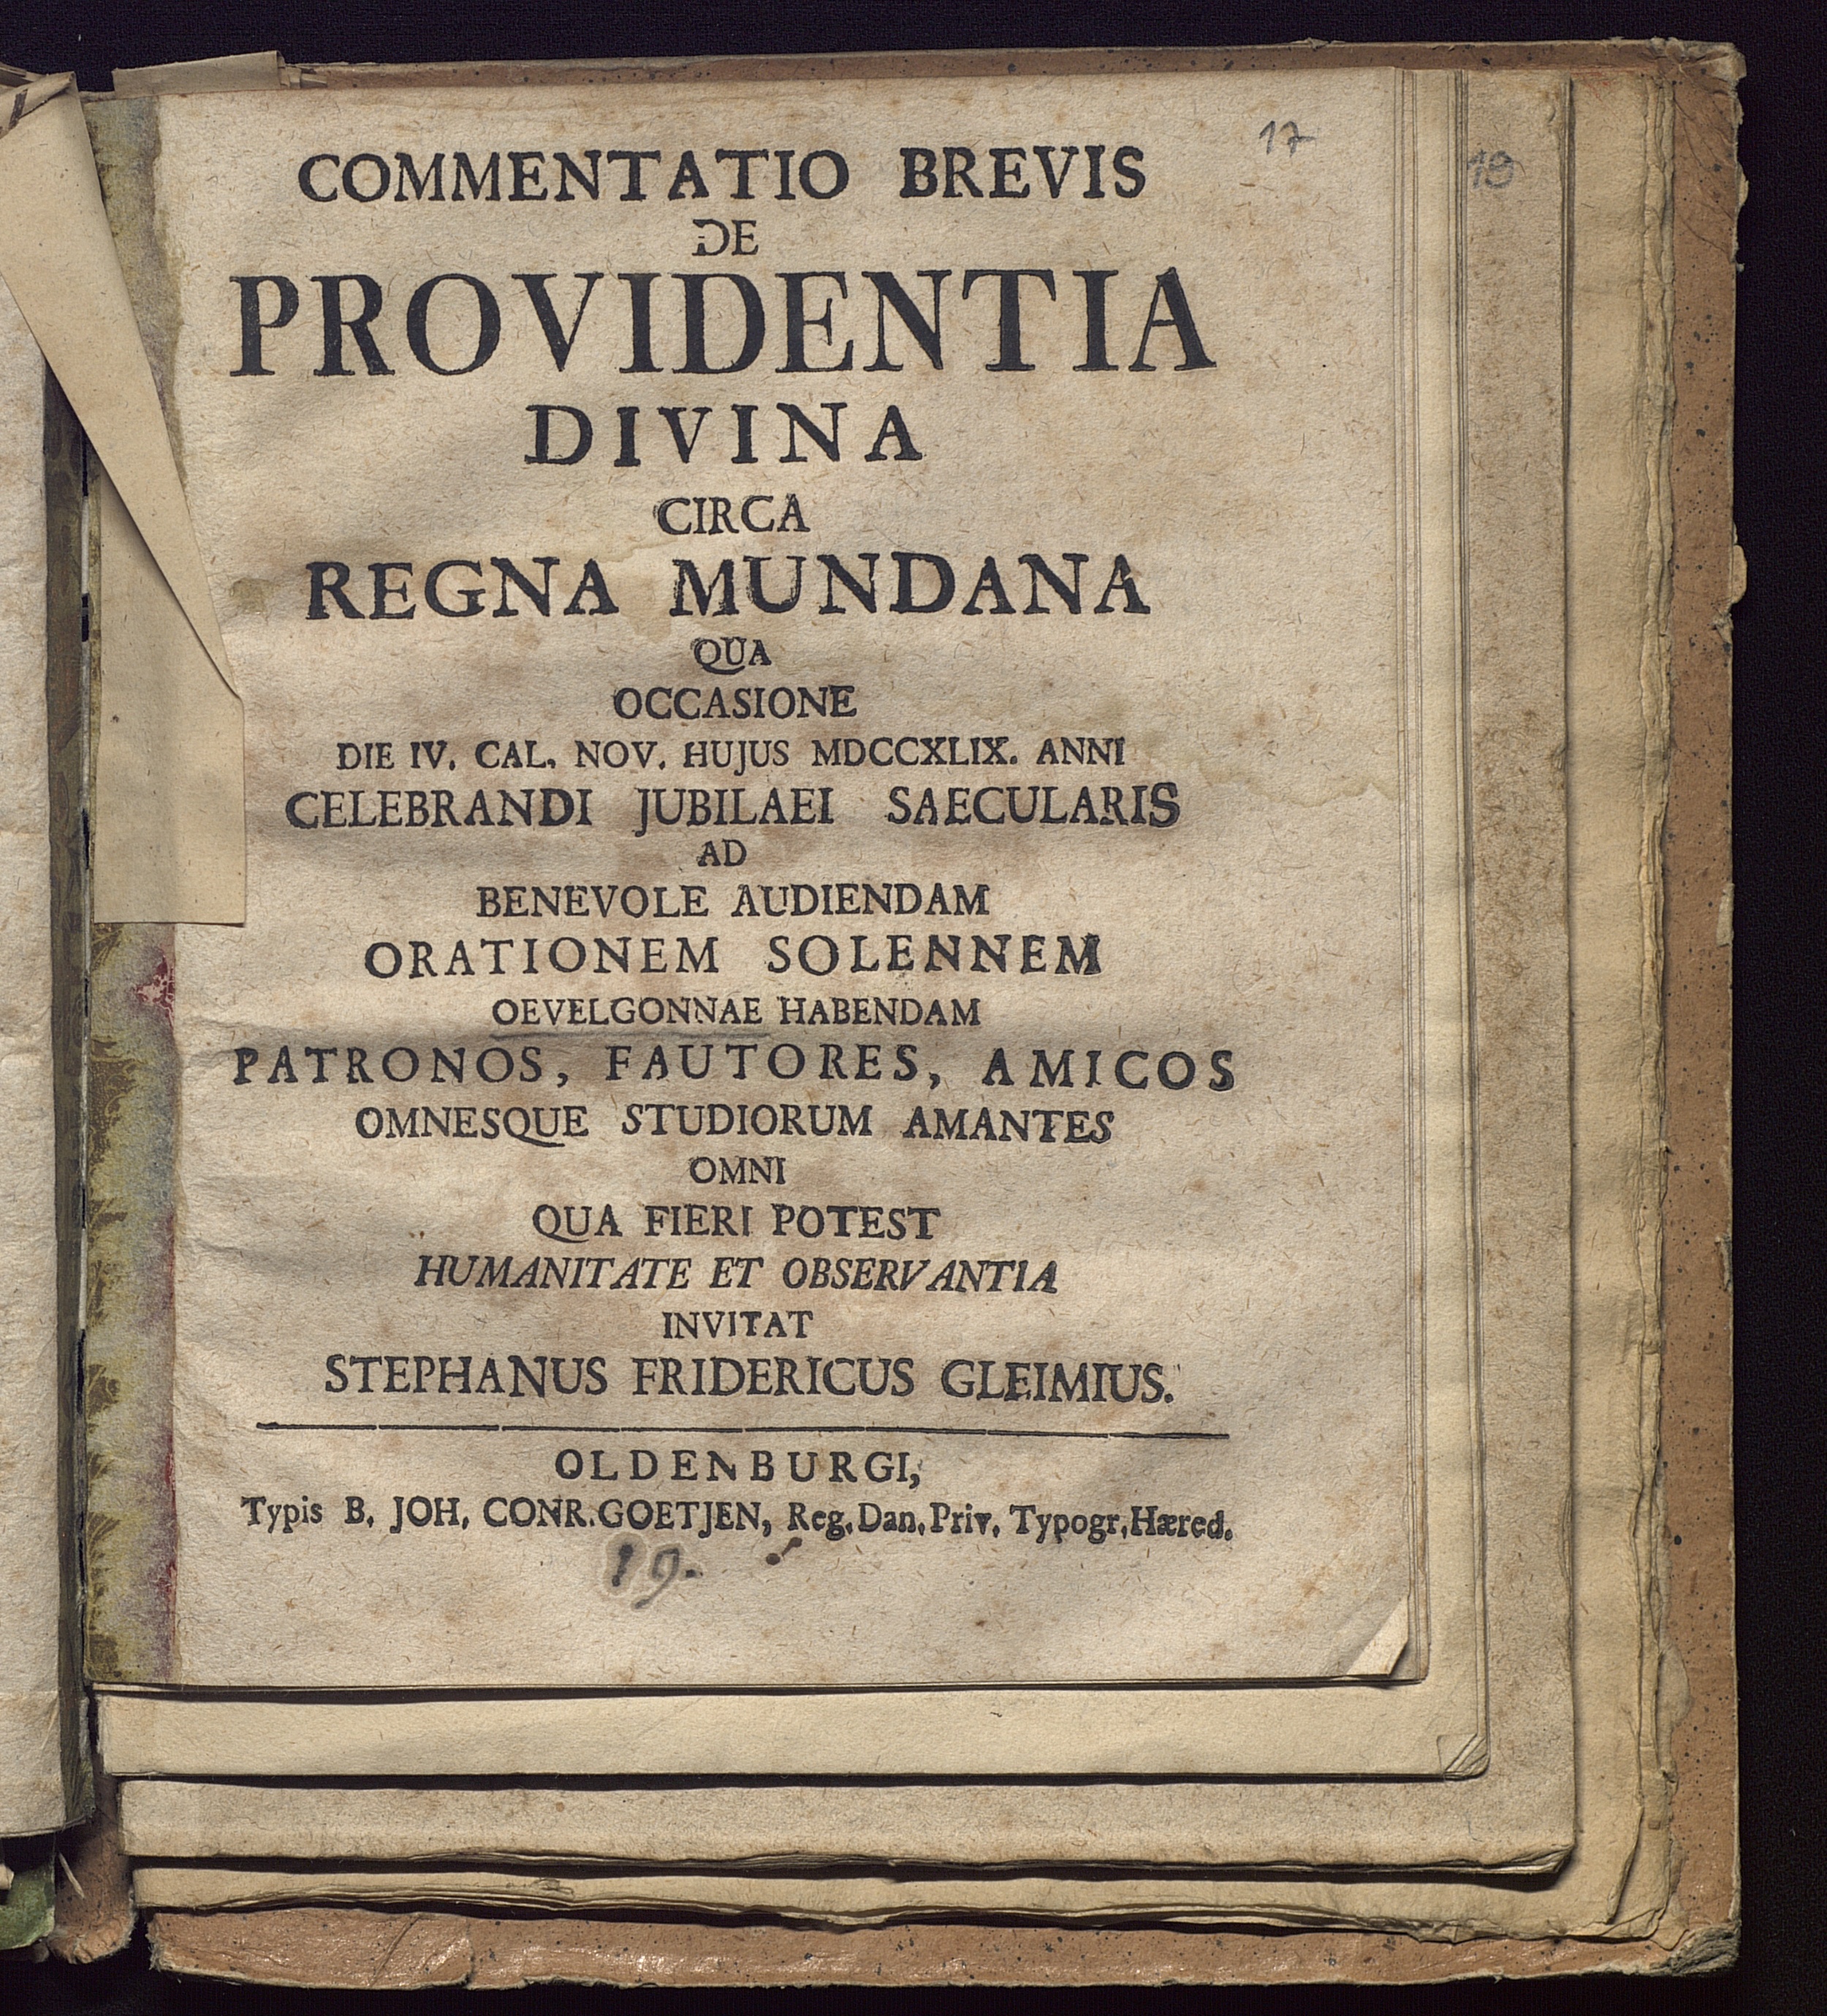 17
19
COMMENTATIO BREVIS
DE
PROVIDENTIA
DIVINA
CIRCA
REGNA MUNDANA
QUA
OCCASIONE
DIE IV. CAL. NOV. HUJUS MDCCXLIX. ANNI
CELEBRANDI JUBILAEI SAECULARIS
AD
BENEVOLE AUDIENDAM
ORATIONEM SOLENNEM
OEVELGONNAE HABENDAM
PATRONOS, FAUTORES, AMICOS
OMNESQUE STUDIORUM AMANTES
OMNI
QUA FIERI POTEST
HUMANITATE ET OBSERVANTIA
INVITAT
STEPHANUS FRIDERICUS GLEIMIUS.
OLDENBURGI,
Typis B. JOH. CONR. GOETJEN, Reg. Dan. Priv. Typogr. Hæred.
19.